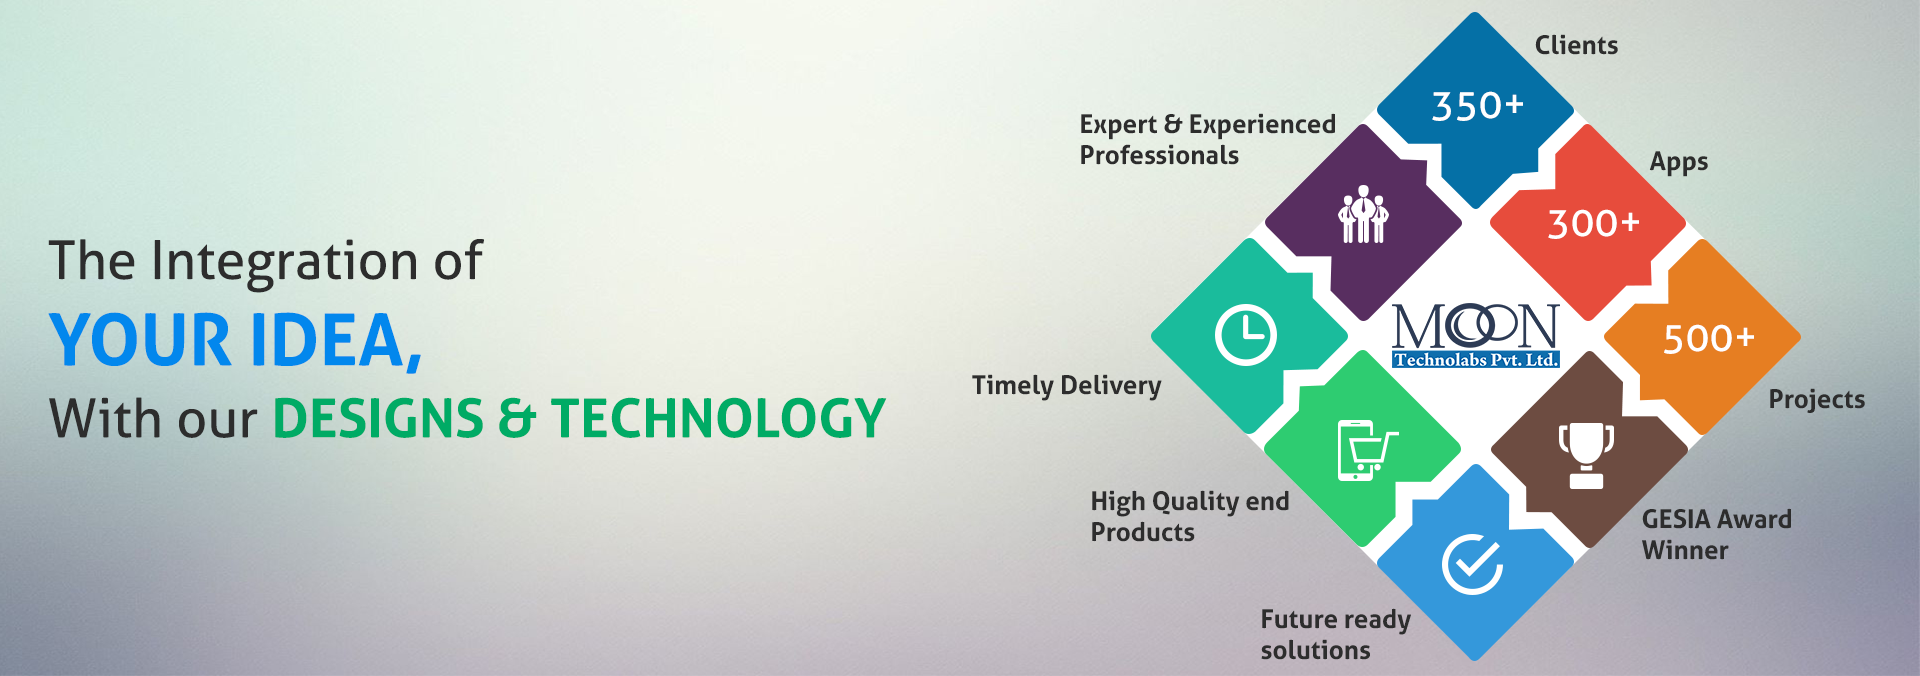 The Integration of
YOUR IDEA,
With our DESIGNS & TECHNOLOGY
Clients
350+
Expert & Experienced
Professionals
Apps
300+
MOON
Technolabs Pvt. Ltd.
500+
Timely Delivery
Projects
High Quality end
Products
GESIA Award
Winner
Future ready
solutions